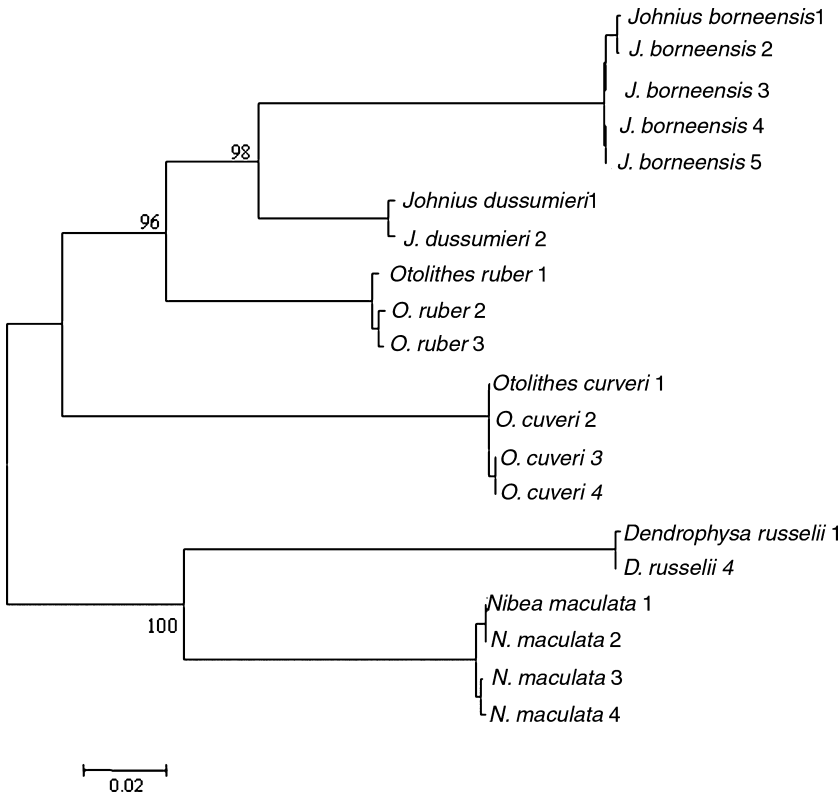 Johnius borneensis1
J. borneensis 2
J. borneensis 3
J. borneensis 4
98
J. borneensis 5
Johnius dussumieri1
96
J. dussumieri 2
Otolithes ruber 1
O. ruber 2
O. ruber 3
Otolithes curveri 1
O. cuveri 2
O. cuveri 3
O. cuveri 4
Dendrophysa russelii 1
D. russelii 4
Nibea maculata 1
100
N. maculata 2
N. maculata 3
N. maculata 4
0.02